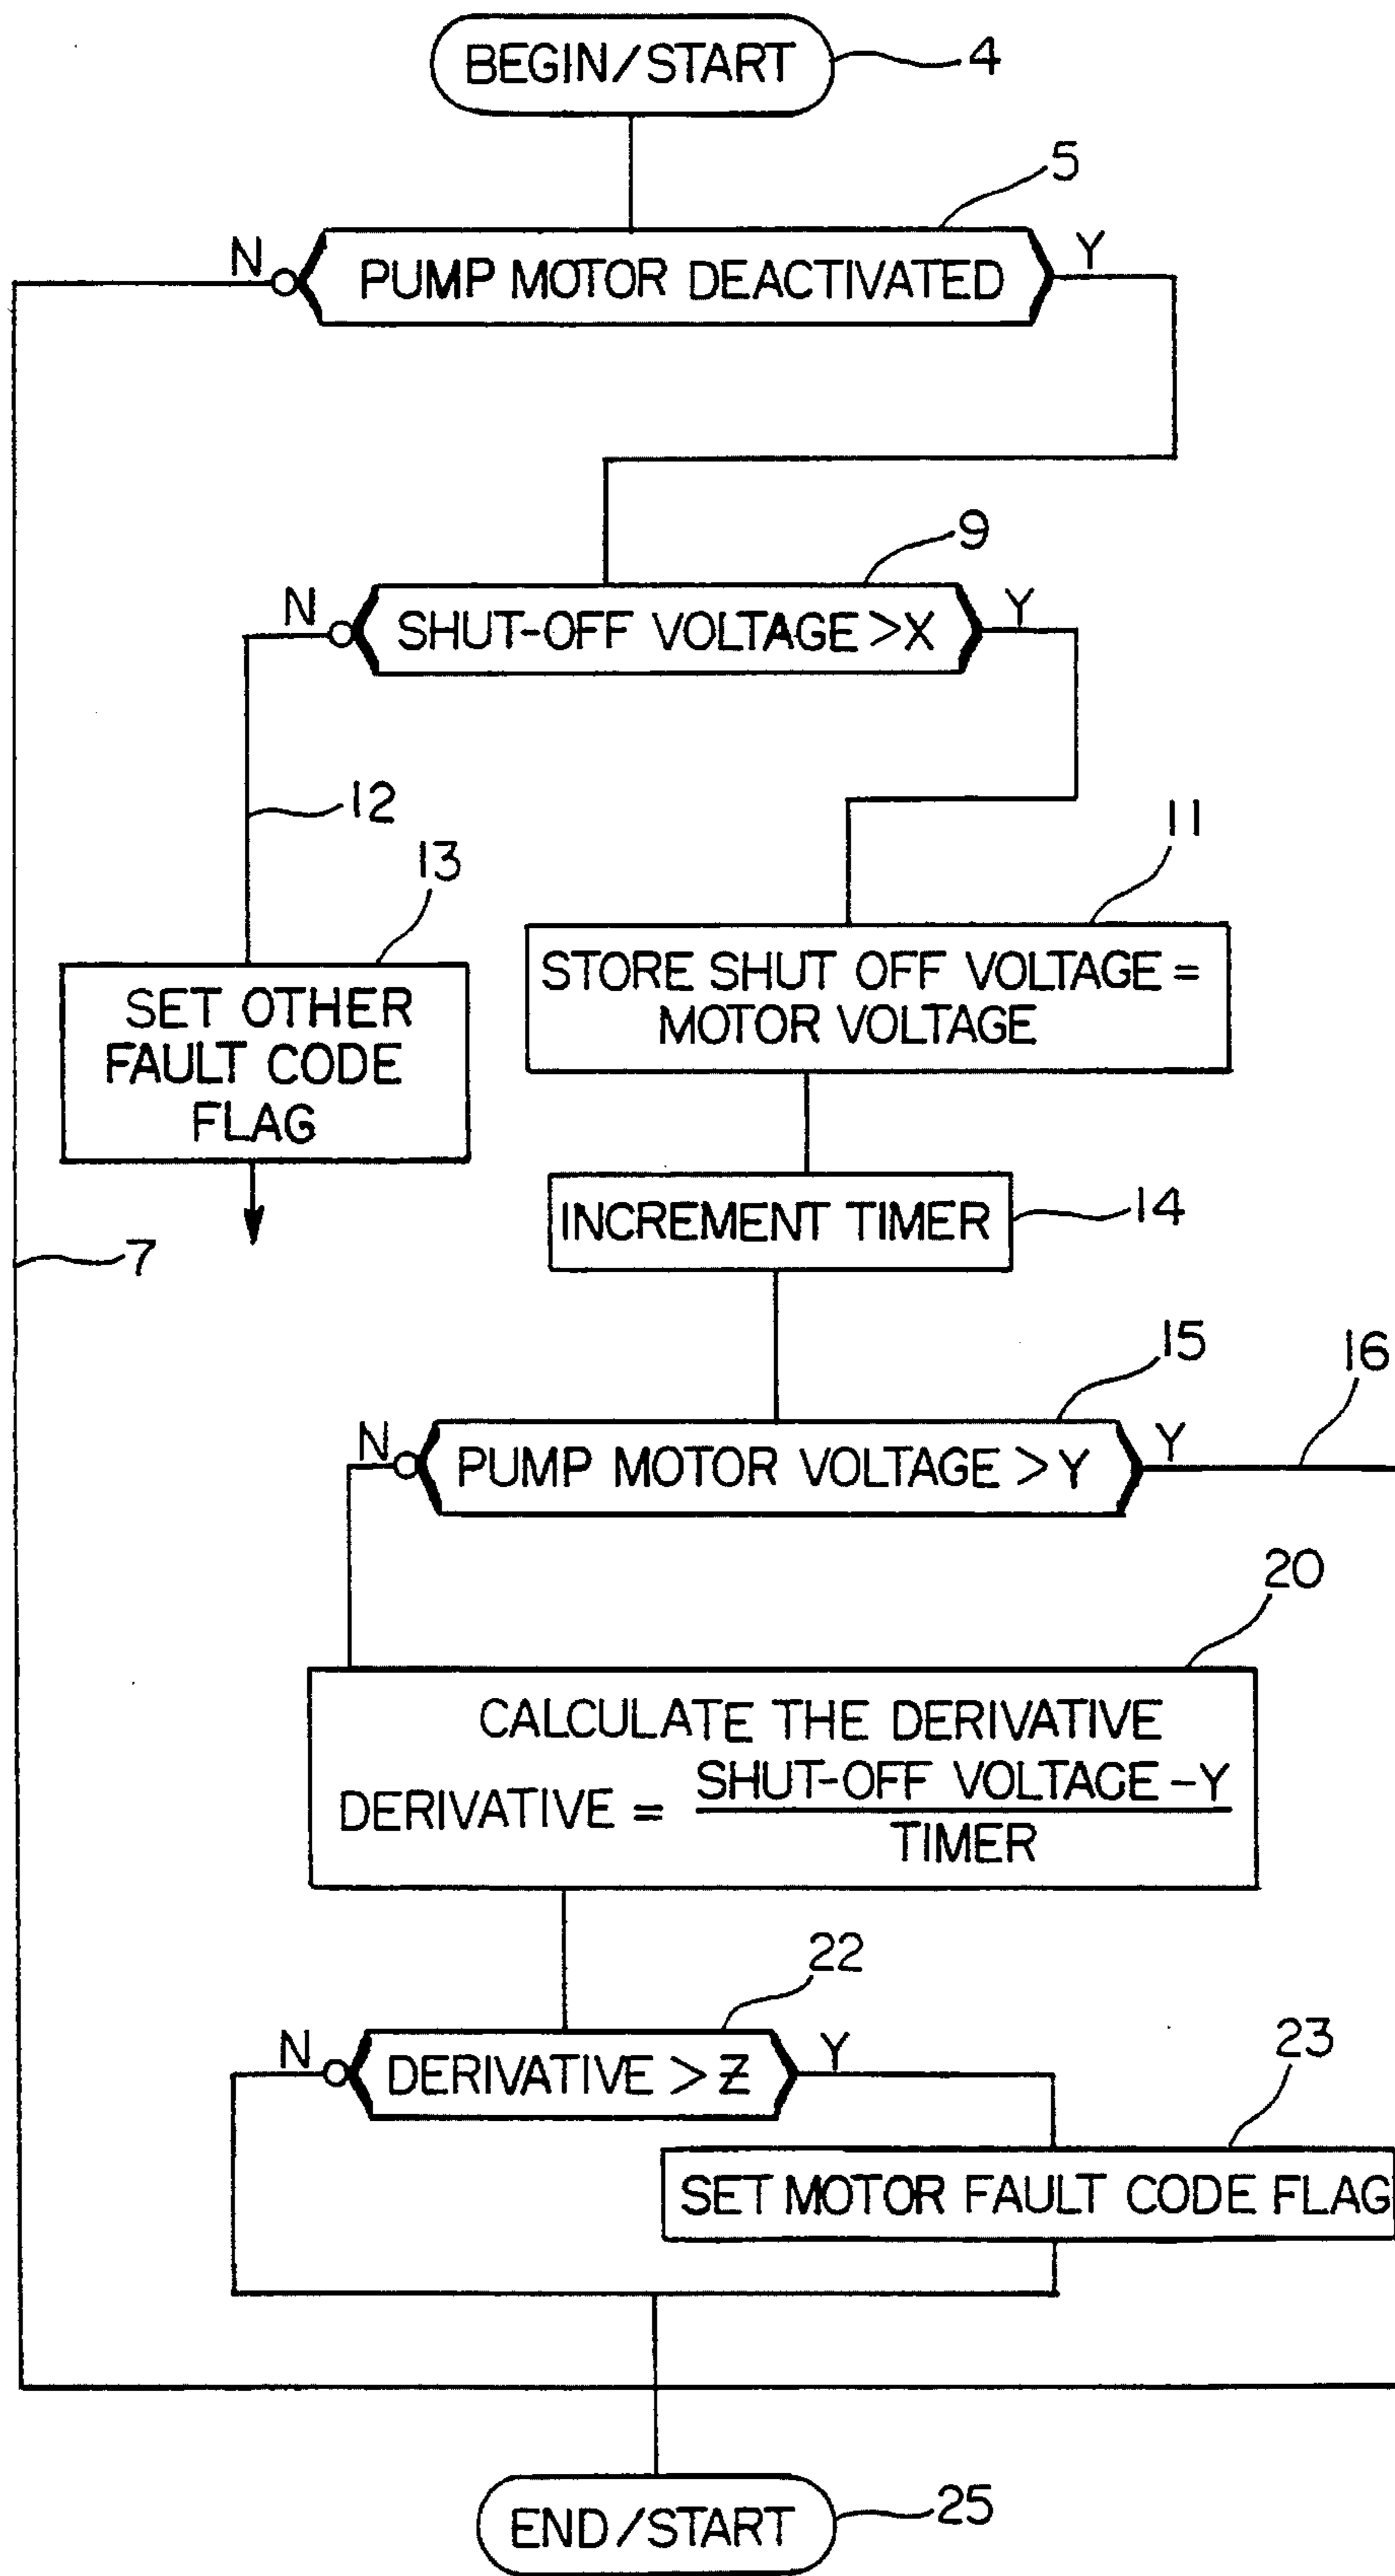 BEGIN/START
4
5
N
PUMP MOTOR DEACTIVATED
Y
9
N
SHUT-OFF VOLTAGE >X
Y
12
13
11
SET OTHER
FAULT CODE
FLAG
STORE SHUT OFF VOLTAGE =
MOTOR VOLTAGE
INCREMENT TIMER
14
7
15
16
N
PUMP MOTOR VOLTAGE >Y
Y
20
CALCULATE THE DERIVATIVE
DERIVATIVE = SHUT-OFF VOLTAGE -Y
TIMER
22
N
DERIVATIVE > Z
Y
23
SET MOTOR FAULT CODE FLAG
END/START
25